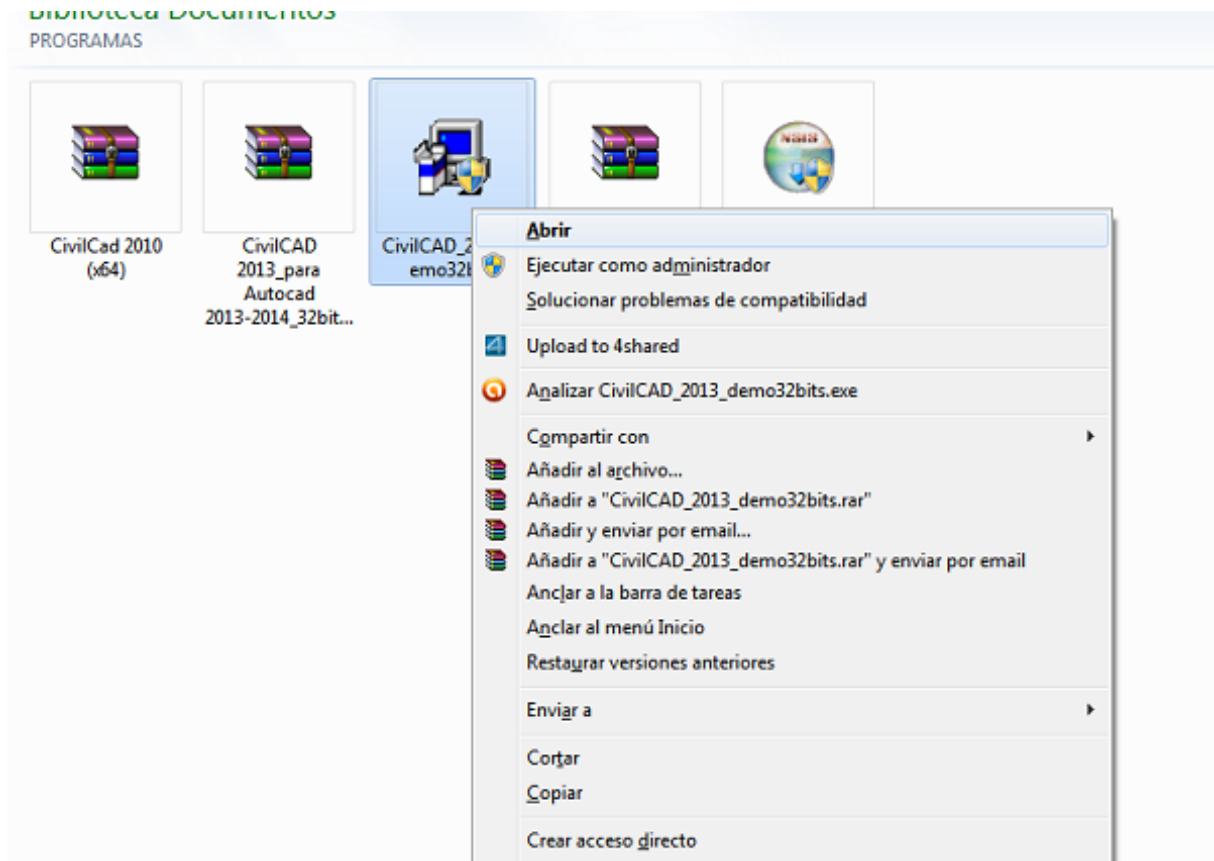 Biblioteca Documentos
PROGRAMAS
NSIS
CivilCad 2010
(x64)
CivilCAD
2013_para
Autocad
2013-2014_32bit...
CivilCAD_2
emo32b
Abrir
Ejecutar como administrador
Solucionar problemas de compatibilidad
Upload to 4shared
Analizar CivilCAD_2013_demo32bits.exe
Compartir con
Añadir al archivo...
Añadir a "CivilCAD_2013_demo32bits.rar"
Añadir y enviar por email...
Añadir a "CivilCAD_2013_demo32bits.rar" y enviar por email
Anclar a la barra de tareas
Anclar al menú Inicio
Restaurar versiones anteriores
Enviar a
Cortar
Copiar
Crear acceso directo